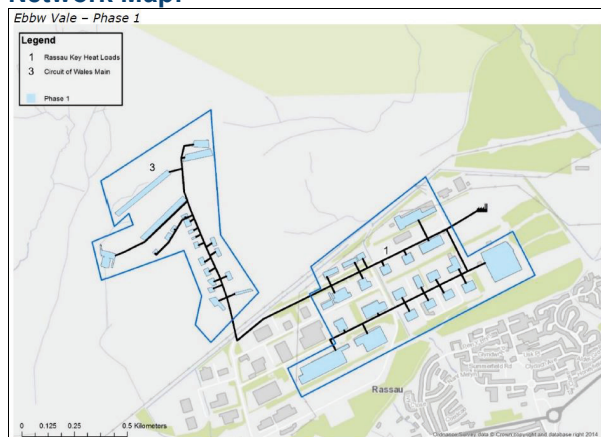 Network Map:
Ebbw Vale – Phase 1
Legend
1 Rassau Key Heat Loads
3 Circuit of Wales Main
Phase 1
3
1
Rassau
0 0.125 0.25 0.5 Kilometers
Ordnance Survey data © Crown copyright and database right 2014